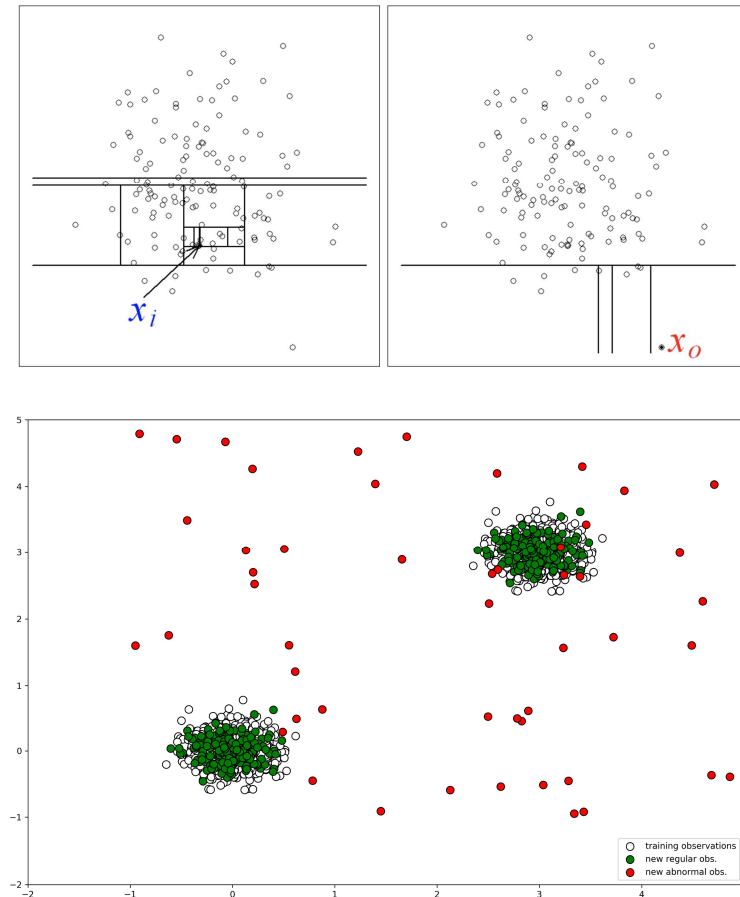 x_i
x_o
5
4
3
2
1
0
−1
−2
−2 −1 0 1 2 3 4
training observations
new regular obs.
new abnormal obs.